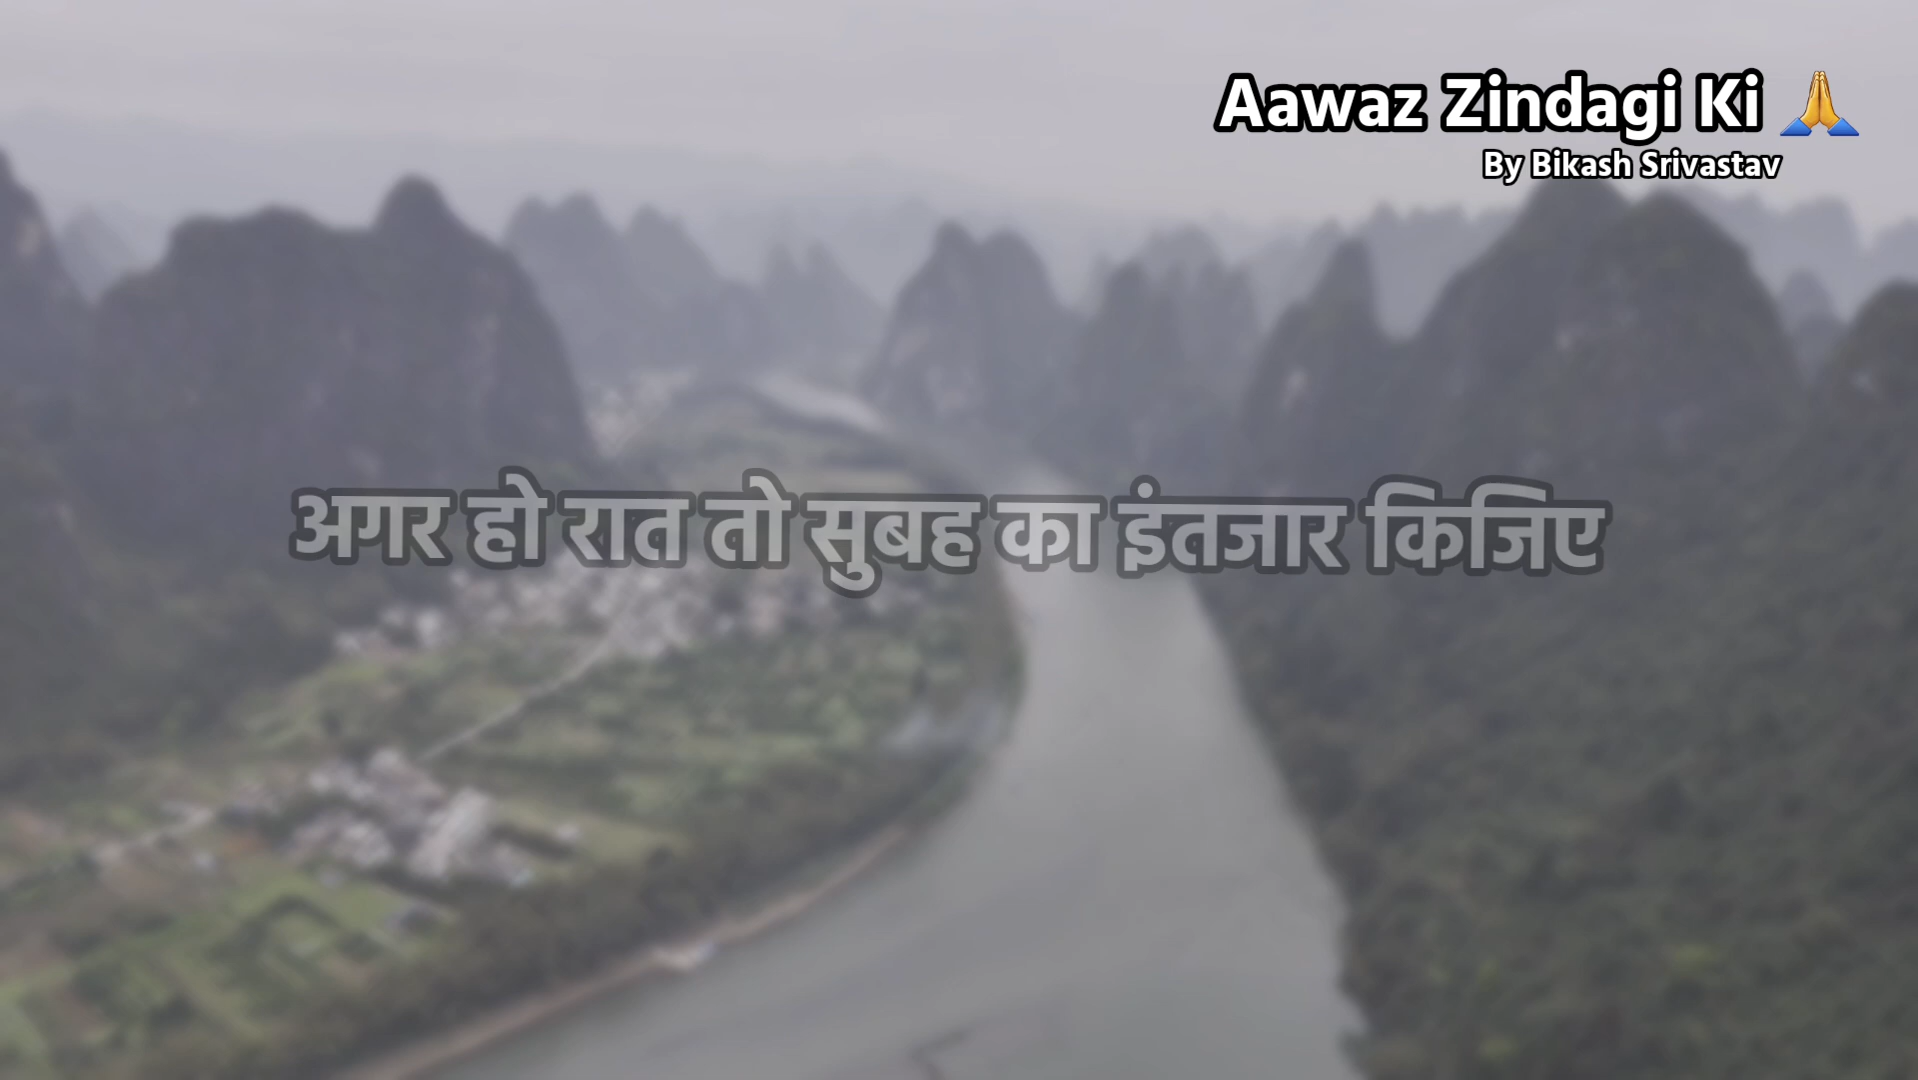 Aawaz Zindagi Ki 🙏
By Bikash Srivastav
अगर हो रात तो सुबह का इंतजार किजिए